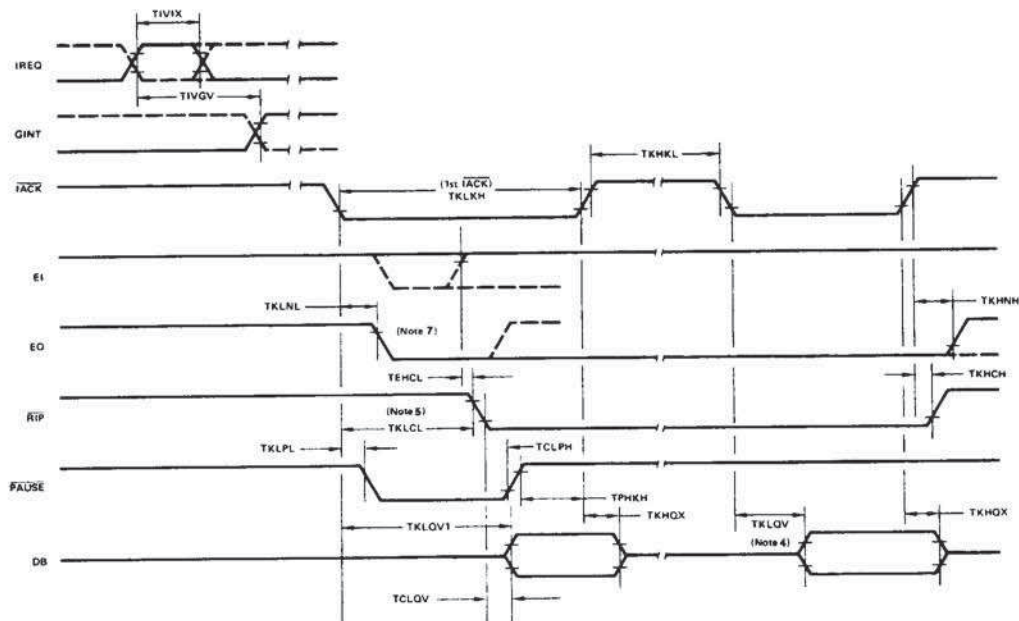 TIVIX
IREQ
TIVGV
GINT
IACK
(1st IACK)
TKLKH
TKHKL
EI
TKLNL
(Note 7)
TKHNH
EO
TEHCL
TKHCH
RIP
(Note 5)
TKLCL
TKLPL
TCLPH
PAUSE
TPHKH
TKHQX
TKLQV1
TKLQV
(Note 4)
TKHQX
DB
TCLQV